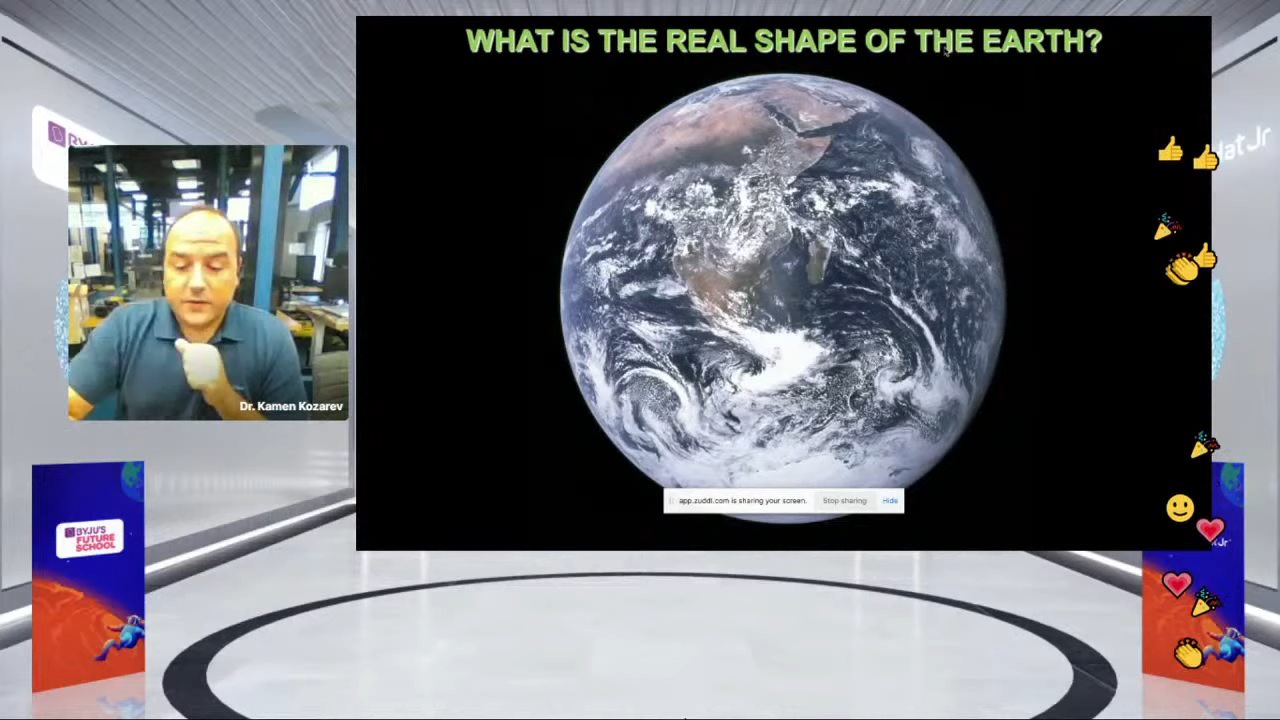 WHAT IS THE REAL SHAPE OF THE EARTH?
Dr. Kamen Kozarev
app.zuddl.com is sharing your screen.
Stop sharing
Hide
BYJU'S
FUTURE
SCHOOL